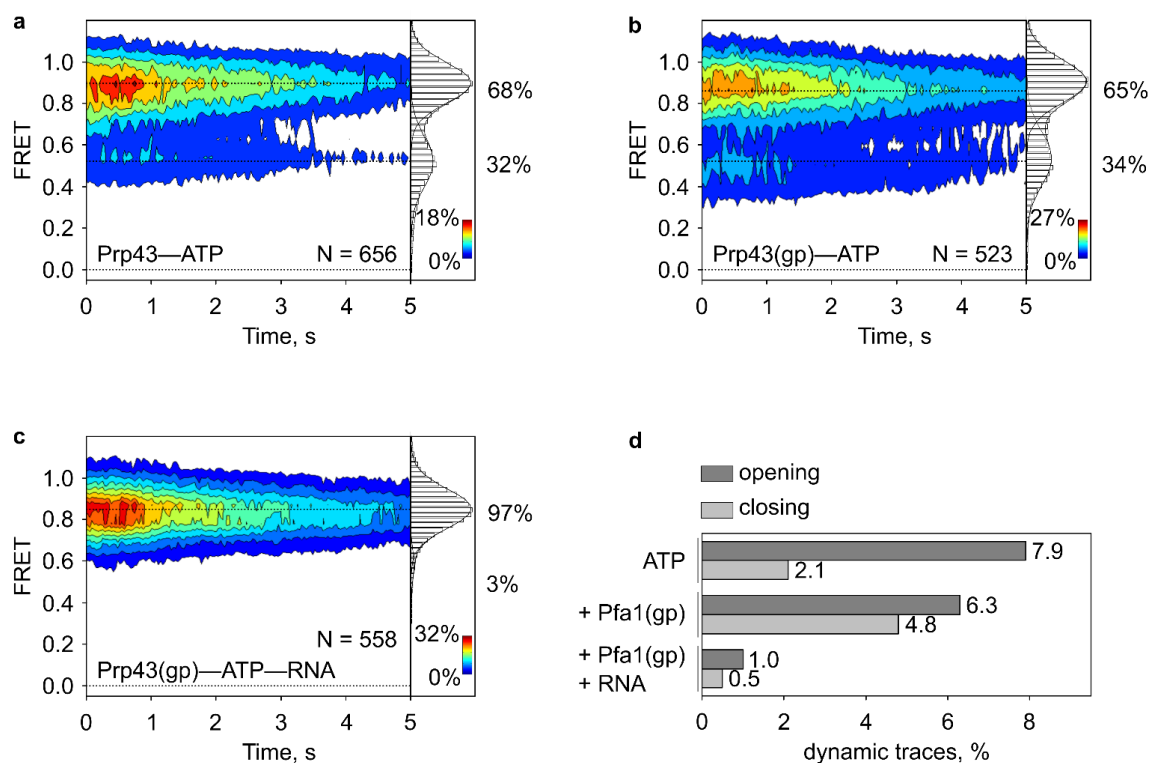 a
1.0
0.8
0.6
0.4
0.2
0.0
FRET
68%
32%
18%
0%
Prp43—ATP
N = 656
0 1 2 3 4 5
Time, s
b
1.0
0.8
0.6
0.4
0.2
0.0
FRET
65%
34%
27%
0%
Prp43(gp)—ATP
N = 523
0 1 2 3 4 5
Time, s
c
1.0
0.8
0.6
0.4
0.2
0.0
FRET
97%
3%
32%
0%
N = 558
Prp43(gp)—ATP—RNA
0 1 2 3 4 5
Time, s
d
opening
closing
ATP
7.9
2.1
+ Pfa1(gp)
6.3
4.8
+ Pfa1(gp)
+ RNA
1.0
0.5
0 2 4 6 8
dynamic traces, %